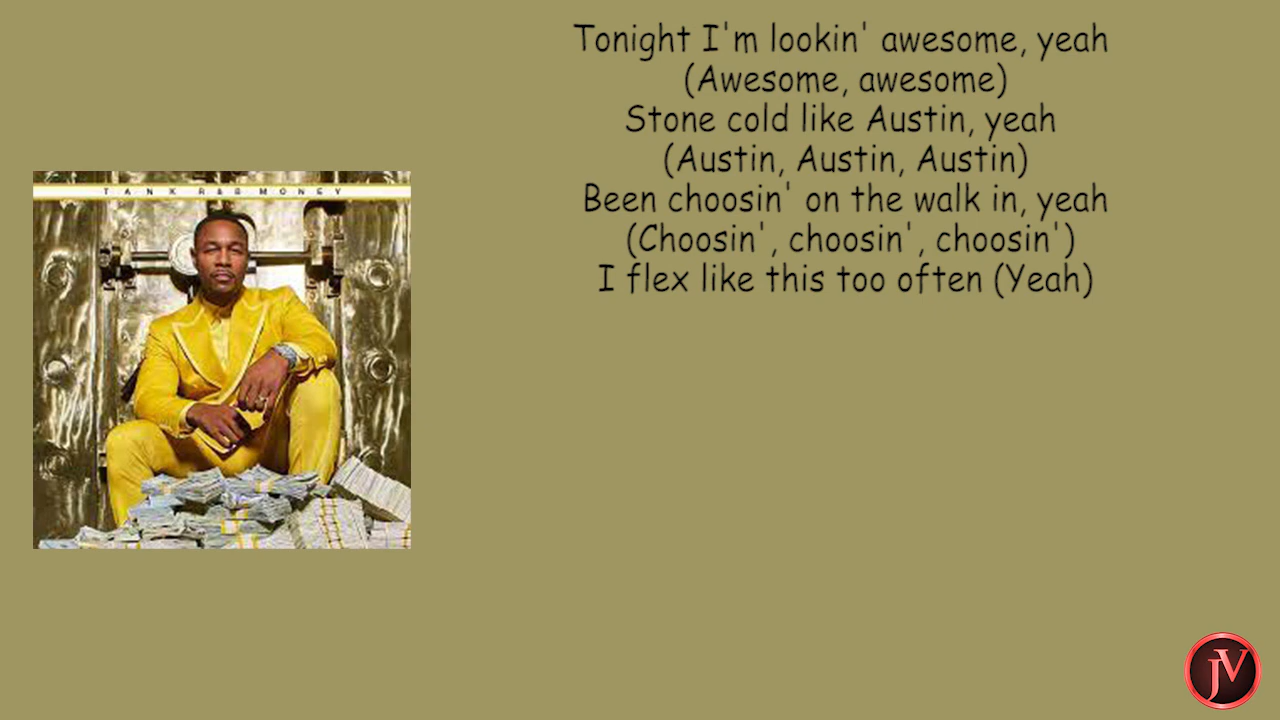 TANK R&B MONEY
Tonight I'm lookin' awesome, yeah
(Awesome, awesome)
Stone cold like Austin, yeah
(Austin, Austin, Austin)
Been choosin' on the walk in, yeah
(Choosin', choosin', choosin')
I flex like this too often (Yeah)
JV